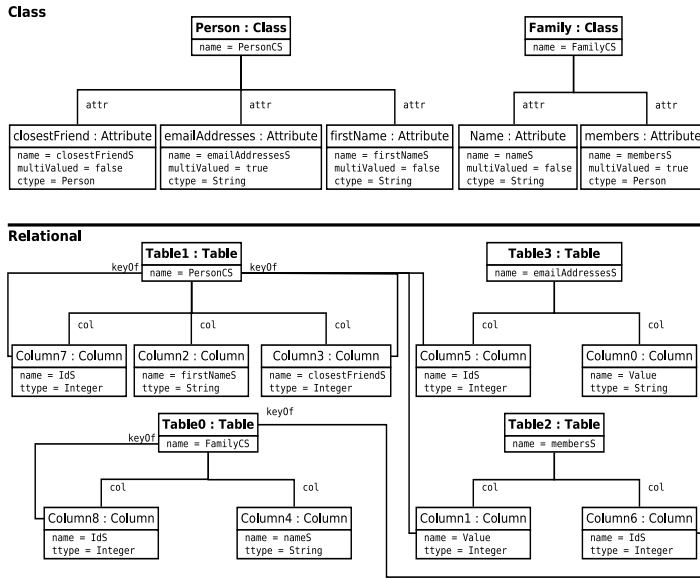 Class
Person : Class
name = PersonCS
Family : Class
name = FamilyCS
attr
attr
attr
attr
attr
closestFriend : Attribute
name = closestFriendS
multiValued = false
ctype = Person
emailAddresses : Attribute
name = emailAddressesS
multiValued = true
ctype = String
firstName : Attribute
name = firstNameS
multiValued = false
ctype = String
Name : Attribute
name = nameS
multiValued = false
ctype = String
members : Attribute
name = membersS
multiValued = true
ctype = Person
Relational
Table1 : Table
name = PersonCS
keyOf
keyOf
Table3 : Table
name = emailAddressesS
col
col
col
col
col
Column7 : Column
name = IdS
ttype = Integer
Column2 : Column
name = firstNameS
ttype = String
Column3 : Column
name = closestFriendS
ttype = Integer
Column5 : Column
name = IdS
ttype = Integer
Column0 : Column
name = Value
ttype = String
keyOf
keyOf
Table0 : Table
name = FamilyCS
Table2 : Table
name = membersS
col
col
col
col
Column8 : Column
name = IdS
ttype = Integer
Column4 : Column
name = nameS
ttype = String
Column1 : Column
name = Value
ttype = Integer
Column6 : Column
name = IdS
ttype = Integer